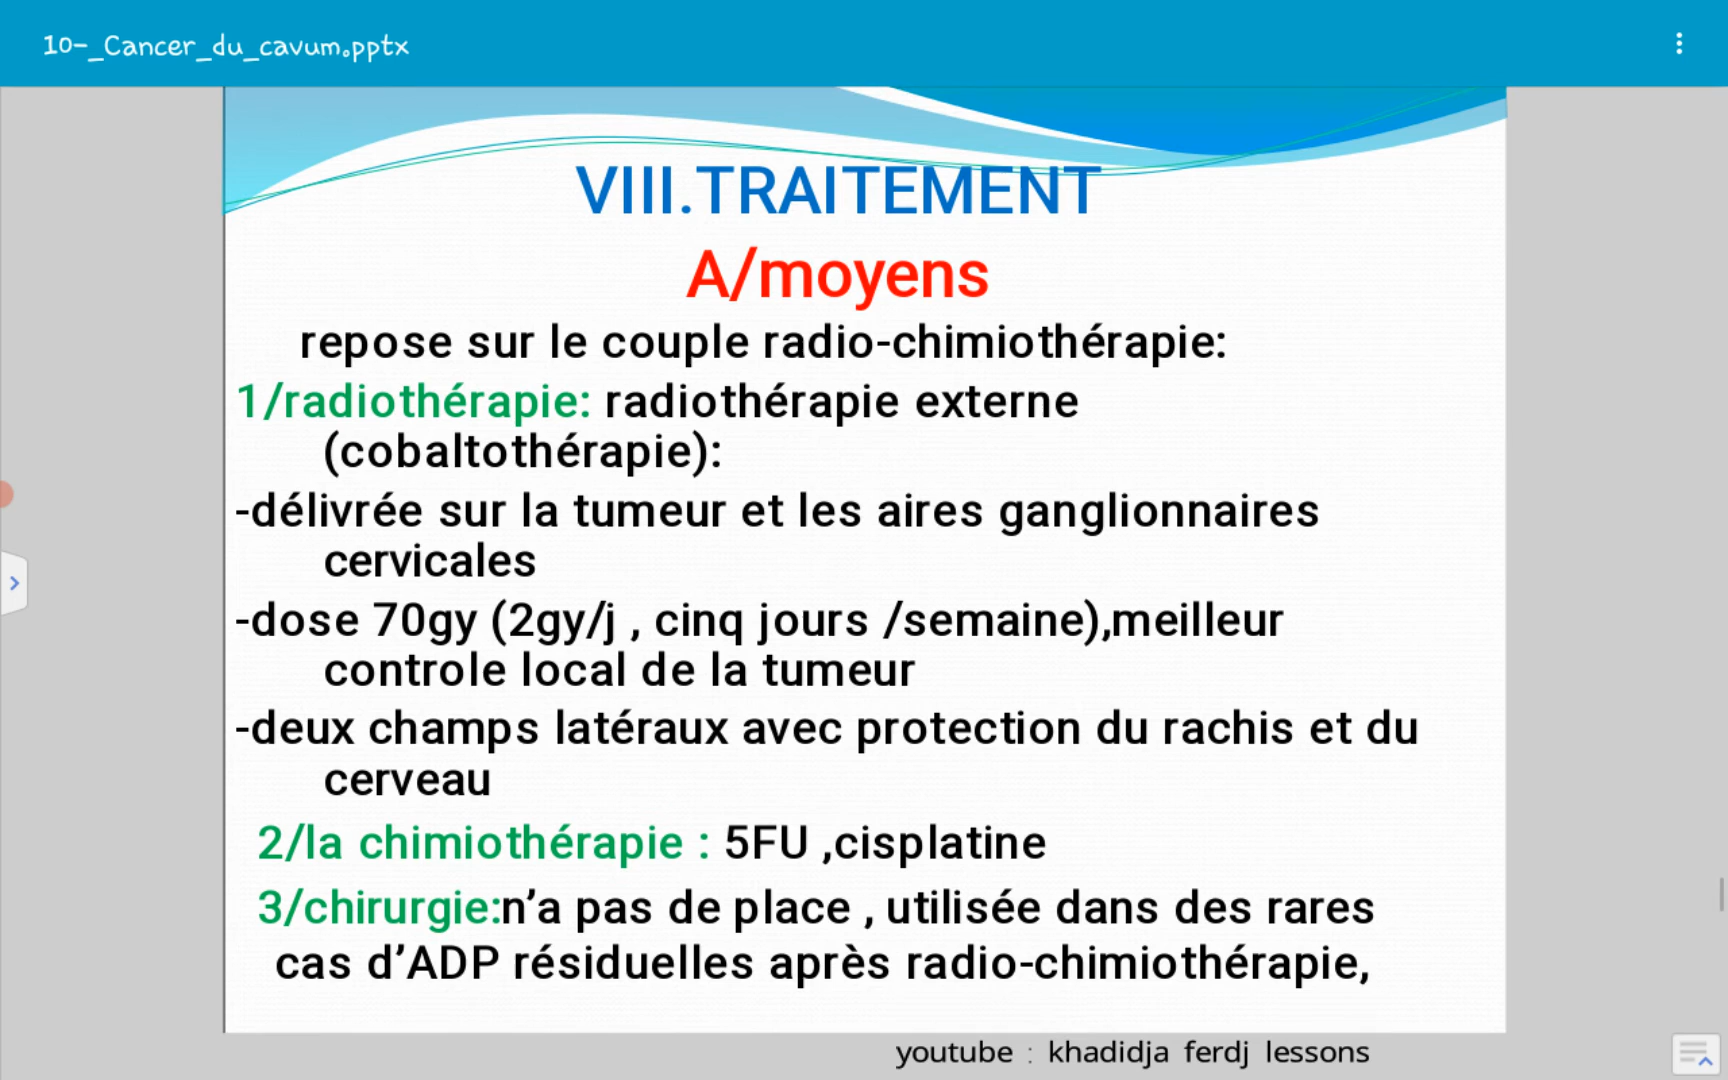 10-_Cancer_du_cavum.pptx
VIII.TRAITEMENT
A/moyens
repose sur le couple radio-chimiothérapie:
1/radiothérapie: radiothérapie externe
(cobaltothérapie):
-délivrée sur la tumeur et les aires ganglionnaires
cervicales
-dose 70gy (2gy/j , cinq jours /semaine),meilleur
controle local de la tumeur
-deux champs latéraux avec protection du rachis et du
cerveau
2/la chimiothérapie : 5FU ,cisplatine
3/chirurgie:n’a pas de place , utilisée dans des rares
cas d’ADP résiduelles après radio-chimiothérapie,
youtube : khadidja ferdj lessons